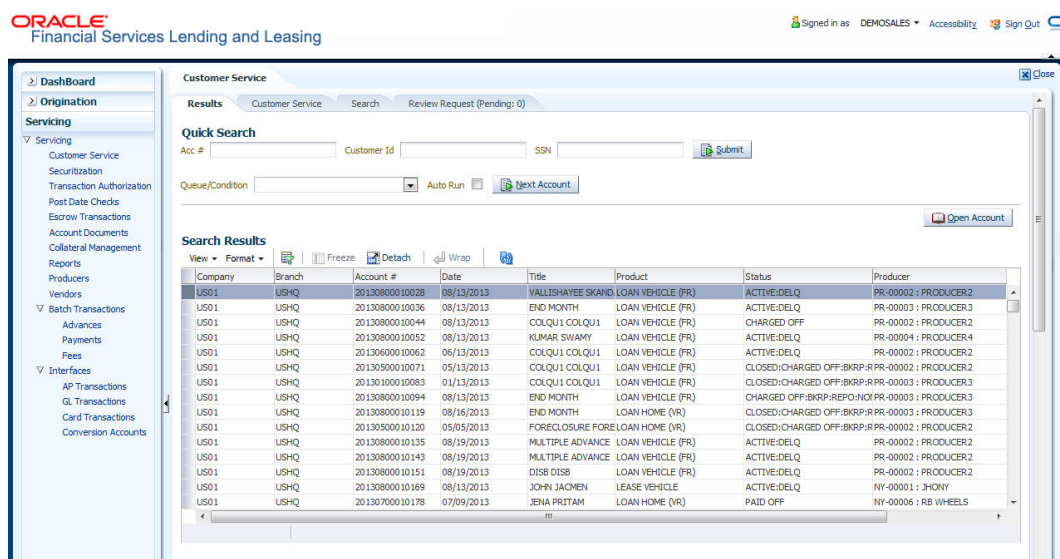 ORACLE
Financial Services Lending and Leasing
Signed in as DEMOSALES Accessibility Sign Out
Close
DashBoard
Origination
Servicing
Servicing
Customer Service
Securitization
Transaction Authorization
Post Date Checks
Escrow Transactions
Account Documents
Collateral Management
Reports
Producers
Vendors
Batch Transactions
Advances
Payments
Fees
Interfaces
AP Transactions
GL Transactions
Card Transactions
Conversion Accounts
Customer Service
Results Customer Service Search Review Request (Pending: 0)
Quick Search
Acc # Customer Id SSN Submit
Queue/Condition Auto Run Next Account
Open Account
Search Results
View Format Freeze Detach Wrap
Company Branch Account # Date Title Product Status Producer
US01 USHQ 20130800010028 08/13/2013 VALLISHAYEE SKAND LOAN VEHICLE (FR) ACTIVE:DELQ PR-00002 : PRODUCER2
US01 USHQ 20130800010036 08/13/2013 END MONTH LOAN VEHICLE (FR) ACTIVE:DELQ PR-00003 : PRODUCER3
US01 USHQ 20130800010044 08/13/2013 COLQU1 COLQU1 LOAN VEHICLE (FR) CHARGED OFF PR-00002 : PRODUCER2
US01 USHQ 20130800010052 08/13/2013 KUMAR SWAMY LOAN VEHICLE (FR) ACTIVE:DELQ PR-00004 : PRODUCER4
US01 USHQ 20130600010062 06/13/2013 COLQU1 COLQU1 LOAN VEHICLE (FR) ACTIVE:DELQ PR-00002 : PRODUCER2
US01 USHQ 20130500010071 05/13/2013 COLQU1 COLQU1 LOAN VEHICLE (FR) CLOSED:CHARGED OFF:BKRP:R PR-00002 : PRODUCER2
US01 USHQ 20130100010083 01/13/2013 COLQU1 COLQU1 LOAN VEHICLE (FR) CLOSED:CHARGED OFF:BKRP:R PR-00003 : PRODUCER2
US01 USHQ 20130800010094 08/13/2013 END MONTH LOAN VEHICLE (FR) CHARGED OFF:BKRP:REPO:NO PR-00003 : PRODUCER3
US01 USHQ 20130800010119 08/16/2013 END MONTH LOAN HOME (VR) CLOSED:CHARGED OFF:BKRP:R PR-00003 : PRODUCER3
US01 USHQ 20130500010120 05/05/2013 FORECLOSURE FORE LOAN HOME (VR) CLOSED:CHARGED OFF:BKRP:R PR-00002 : PRODUCER2
US01 USHQ 20130800010135 08/19/2013 MULTIPLE ADVANCE LOAN VEHICLE (FR) ACTIVE:DELQ PR-00002 : PRODUCER2
US01 USHQ 20130800010143 08/19/2013 MULTIPLE ADVANCE LOAN VEHICLE (FR) ACTIVE:DELQ PR-00002 : PRODUCER2
US01 USHQ 20130800010151 08/19/2013 DISB DISB LOAN VEHICLE (FR) ACTIVE:DELQ PR-00002 : PRODUCER2
US01 USHQ 20130800010169 08/13/2013 JOHN JACMEN LEASE VEHICLE ACTIVE:DELQ NY-00001 : JHONY
US01 USHQ 20130700010178 07/09/2013 JENA PRITAM LOAN HOME (VR) PAID OFF NY-00006 : RB WHEELS